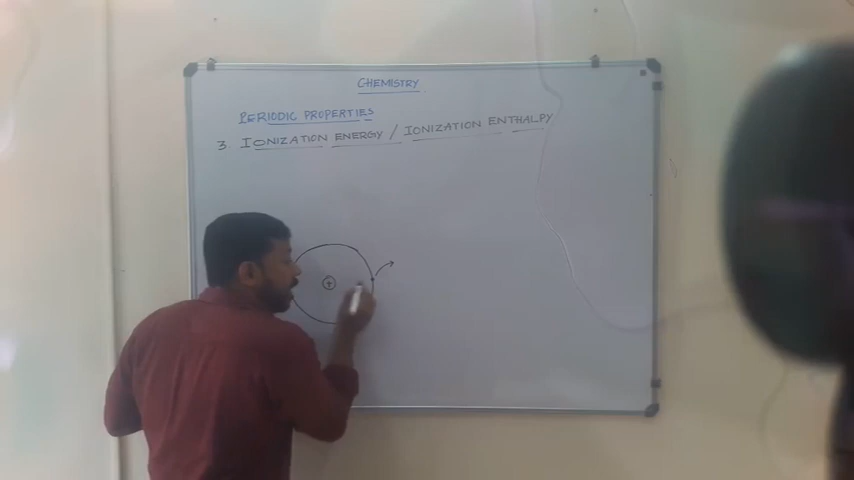 CHEMISTRY
PERIODIC PROPERTIES
3. IONIZATION ENERGY / IONIZATION ENTHALPY
+